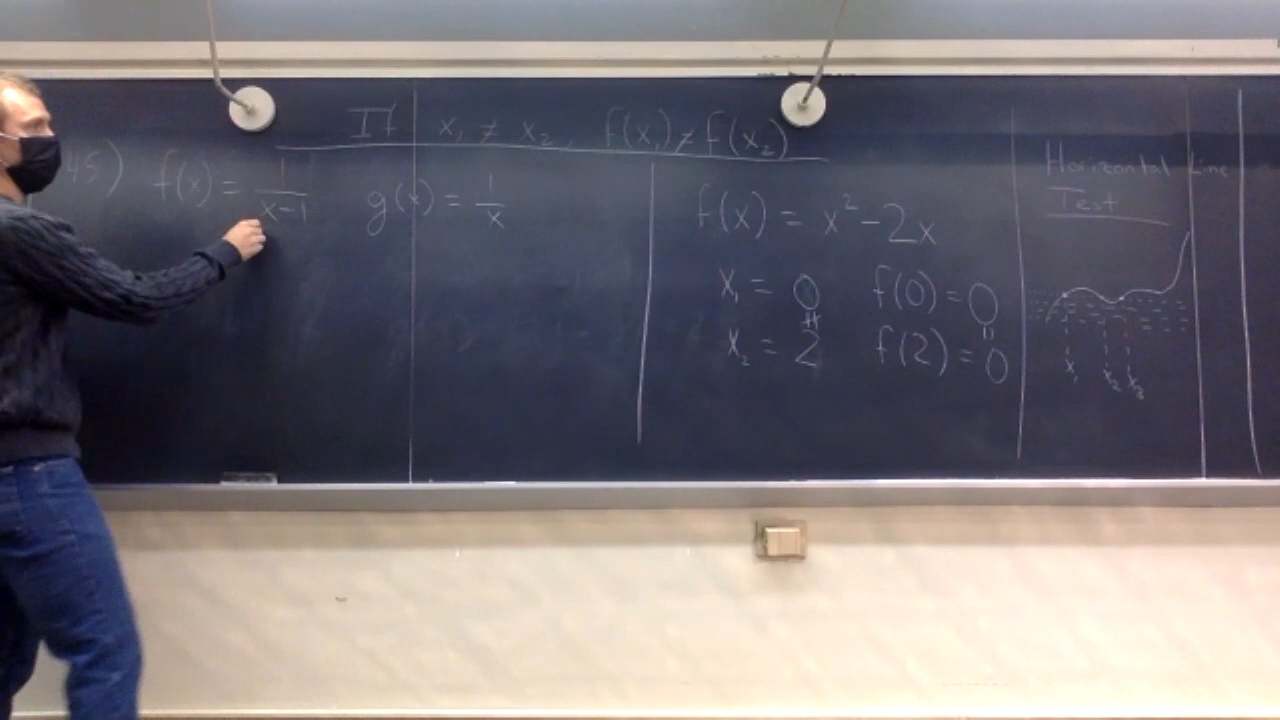 If x₁ ≠ x₂, f(x₁) ≠ f(x₂)
45) f(x) = 1/(x-1) g(x) = 1/x
f(x) = x² - 2x
x₁ = 0 f(0) = 0
≠ =
x₂ = 2 f(2) = 0
Horizontal Line
Test
x₁ x₂ x₃